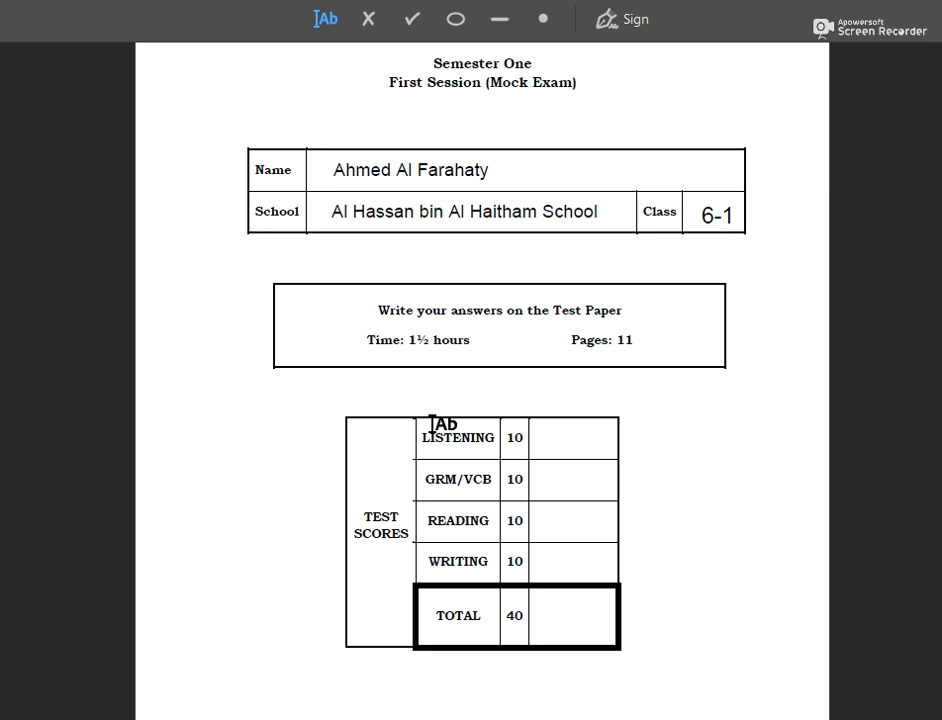 Ab
Sign
Apowersoft
Screen Recorder
Semester One
First Session (Mock Exam)
Name Ahmed Al Farahaty
School Al Hassan bin Al Haitham School Class 6-1
Write your answers on the Test Paper
Time: 1½ hours Pages: 11
Ab
LISTENING 10
GRM/VCB 10
TEST SCORES
READING 10
WRITING 10
TOTAL 40